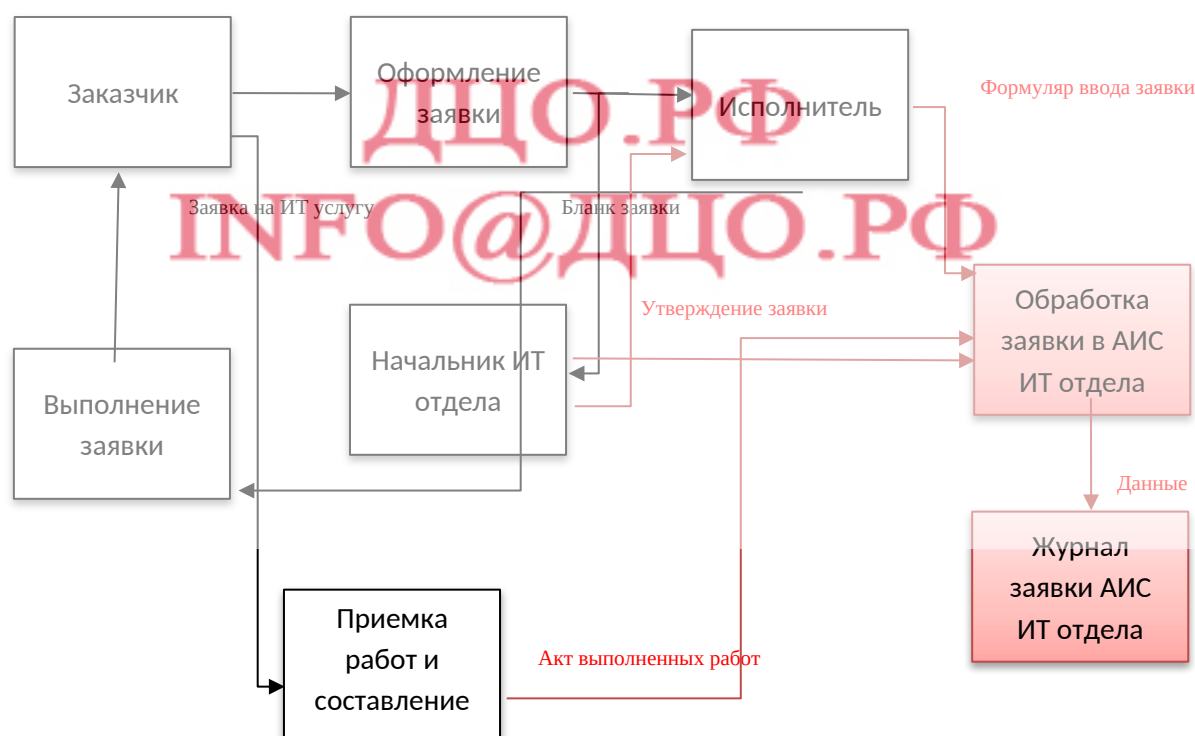 Заказчик
Оформление
заявки
Исполнитель
Формуляр ввода заявки
ДЦО.РФ
Заявка на ИТ услугу
Бланк заявки
INFO@ДЦО.РФ
Утверждение заявки
Обработка
заявки в АИС
ИТ отдела
Начальник ИТ
отдела
Выполнение
заявки
Данные
Журнал
заявки АИС
ИТ отдела
Приемка
работ и
составление
Акт выполненных работ